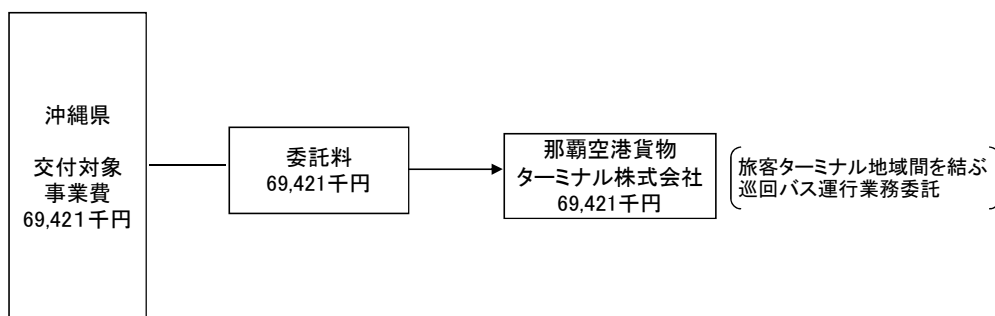 沖縄県
交付対象
事業費
69,421千円
委託料
69,421千円
那覇空港貨物
ターミナル株式会社
69,421千円
旅客ターミナル地域間を結ぶ
巡回バス運行業務委託